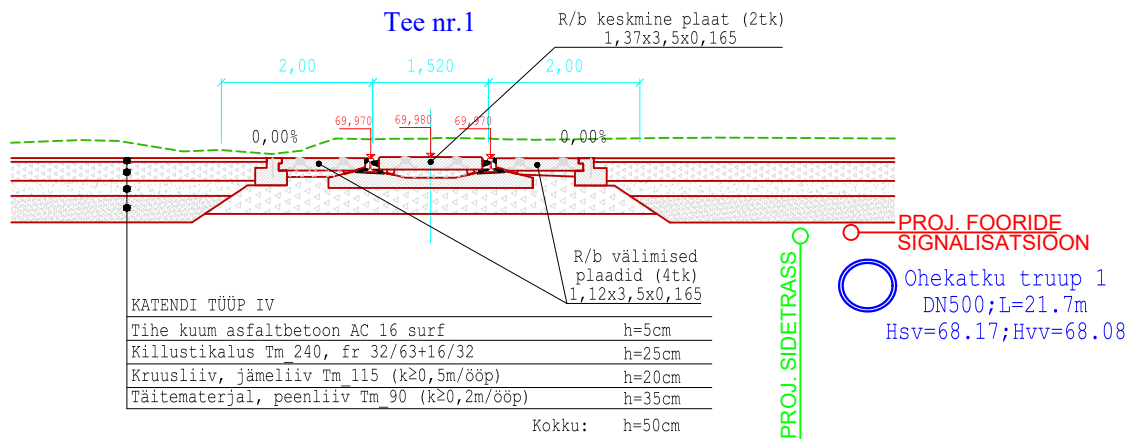 Tee nr.1
R/b keskmine plaat (2tk)
1,37x3,5x0,165
2,00
1,520
2,00
69,970
69,980
69,970
0,00%
0,00%
PROJ. FOORIDE
SIGNALISATSIOON
PROJ. SIDETRASS
Ohekatku truup 1
DN500;L=21.7m
Hsv=68.17;Hvv=68.08
R/b välimised
plaadid (4tk)
1,12x3,5x0,165
KATENDI TÜÜP IV
Tihe kuum asfaltbetoon AC 16 surf h=5cm
Killustikalus Tm_240, fr 32/63+16/32 h=25cm
Kruusliiv, jämeliiv Tm_115 (k≥0,5m/ööp) h=20cm
Täitematerjal, peenliiv Tm_90 (k≥0,2m/ööp) h=35cm
Kokku: h=50cm